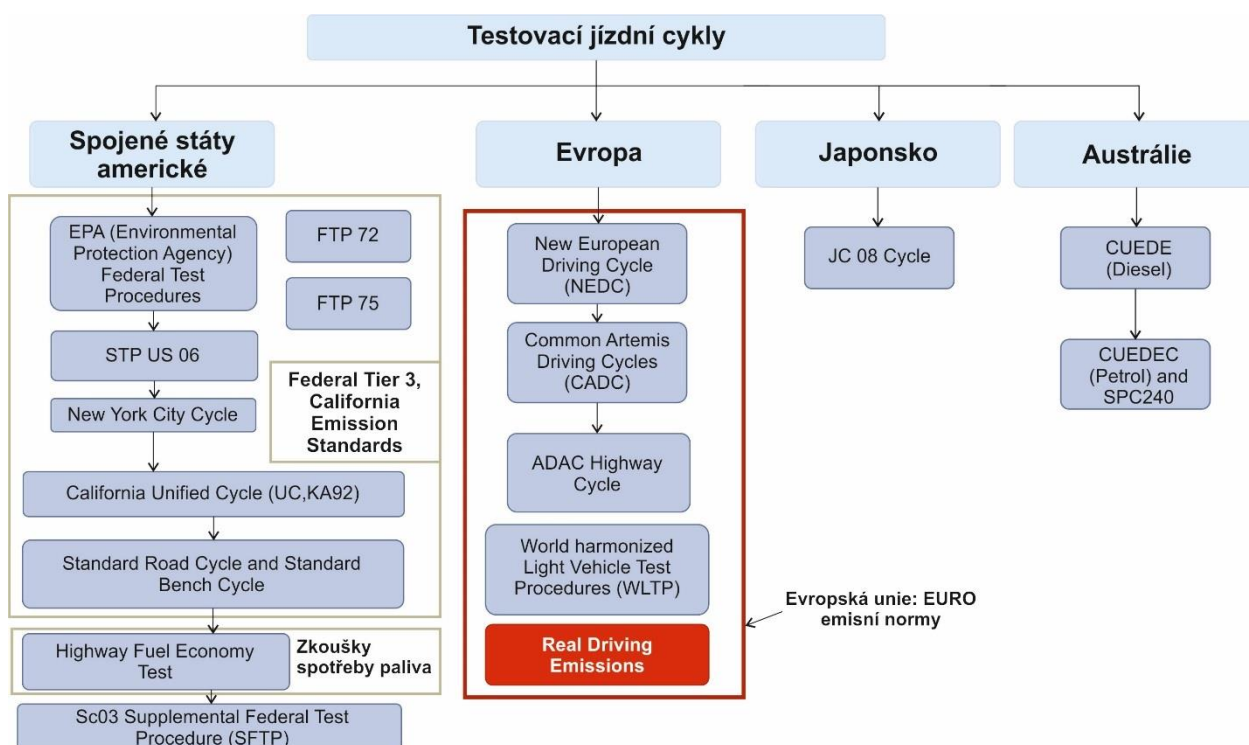 Testovací jízdní cykly
Spojené státy
americké
Evropa
Japonsko
Austrálie
EPA (Environmental
Protection Agency)
Federal Test
Procedures
FTP 72
FTP 75
STP US 06
New York City Cycle
Federal Tier 3,
California
Emission
Standards
California Unified Cycle (UC,KA92)
Standard Road Cycle and Standard
Bench Cycle
Highway Fuel Economy
Test
Zkoušky
spotřeby paliva
Sc03 Supplemental Federal Test
Procedure (SFTP)
New European
Driving Cycle
(NEDC)
Common Artemis
Driving Cycles
(CADC)
ADAC Highway
Cycle
World harmonized
Light Vehicle Test
Procedures (WLTP)
Real Driving
Emissions
Evropská unie: EURO
emisní normy
JC 08 Cycle
CUEDE
(Diesel)
CUEDEC
(Petrol) and
SPC240